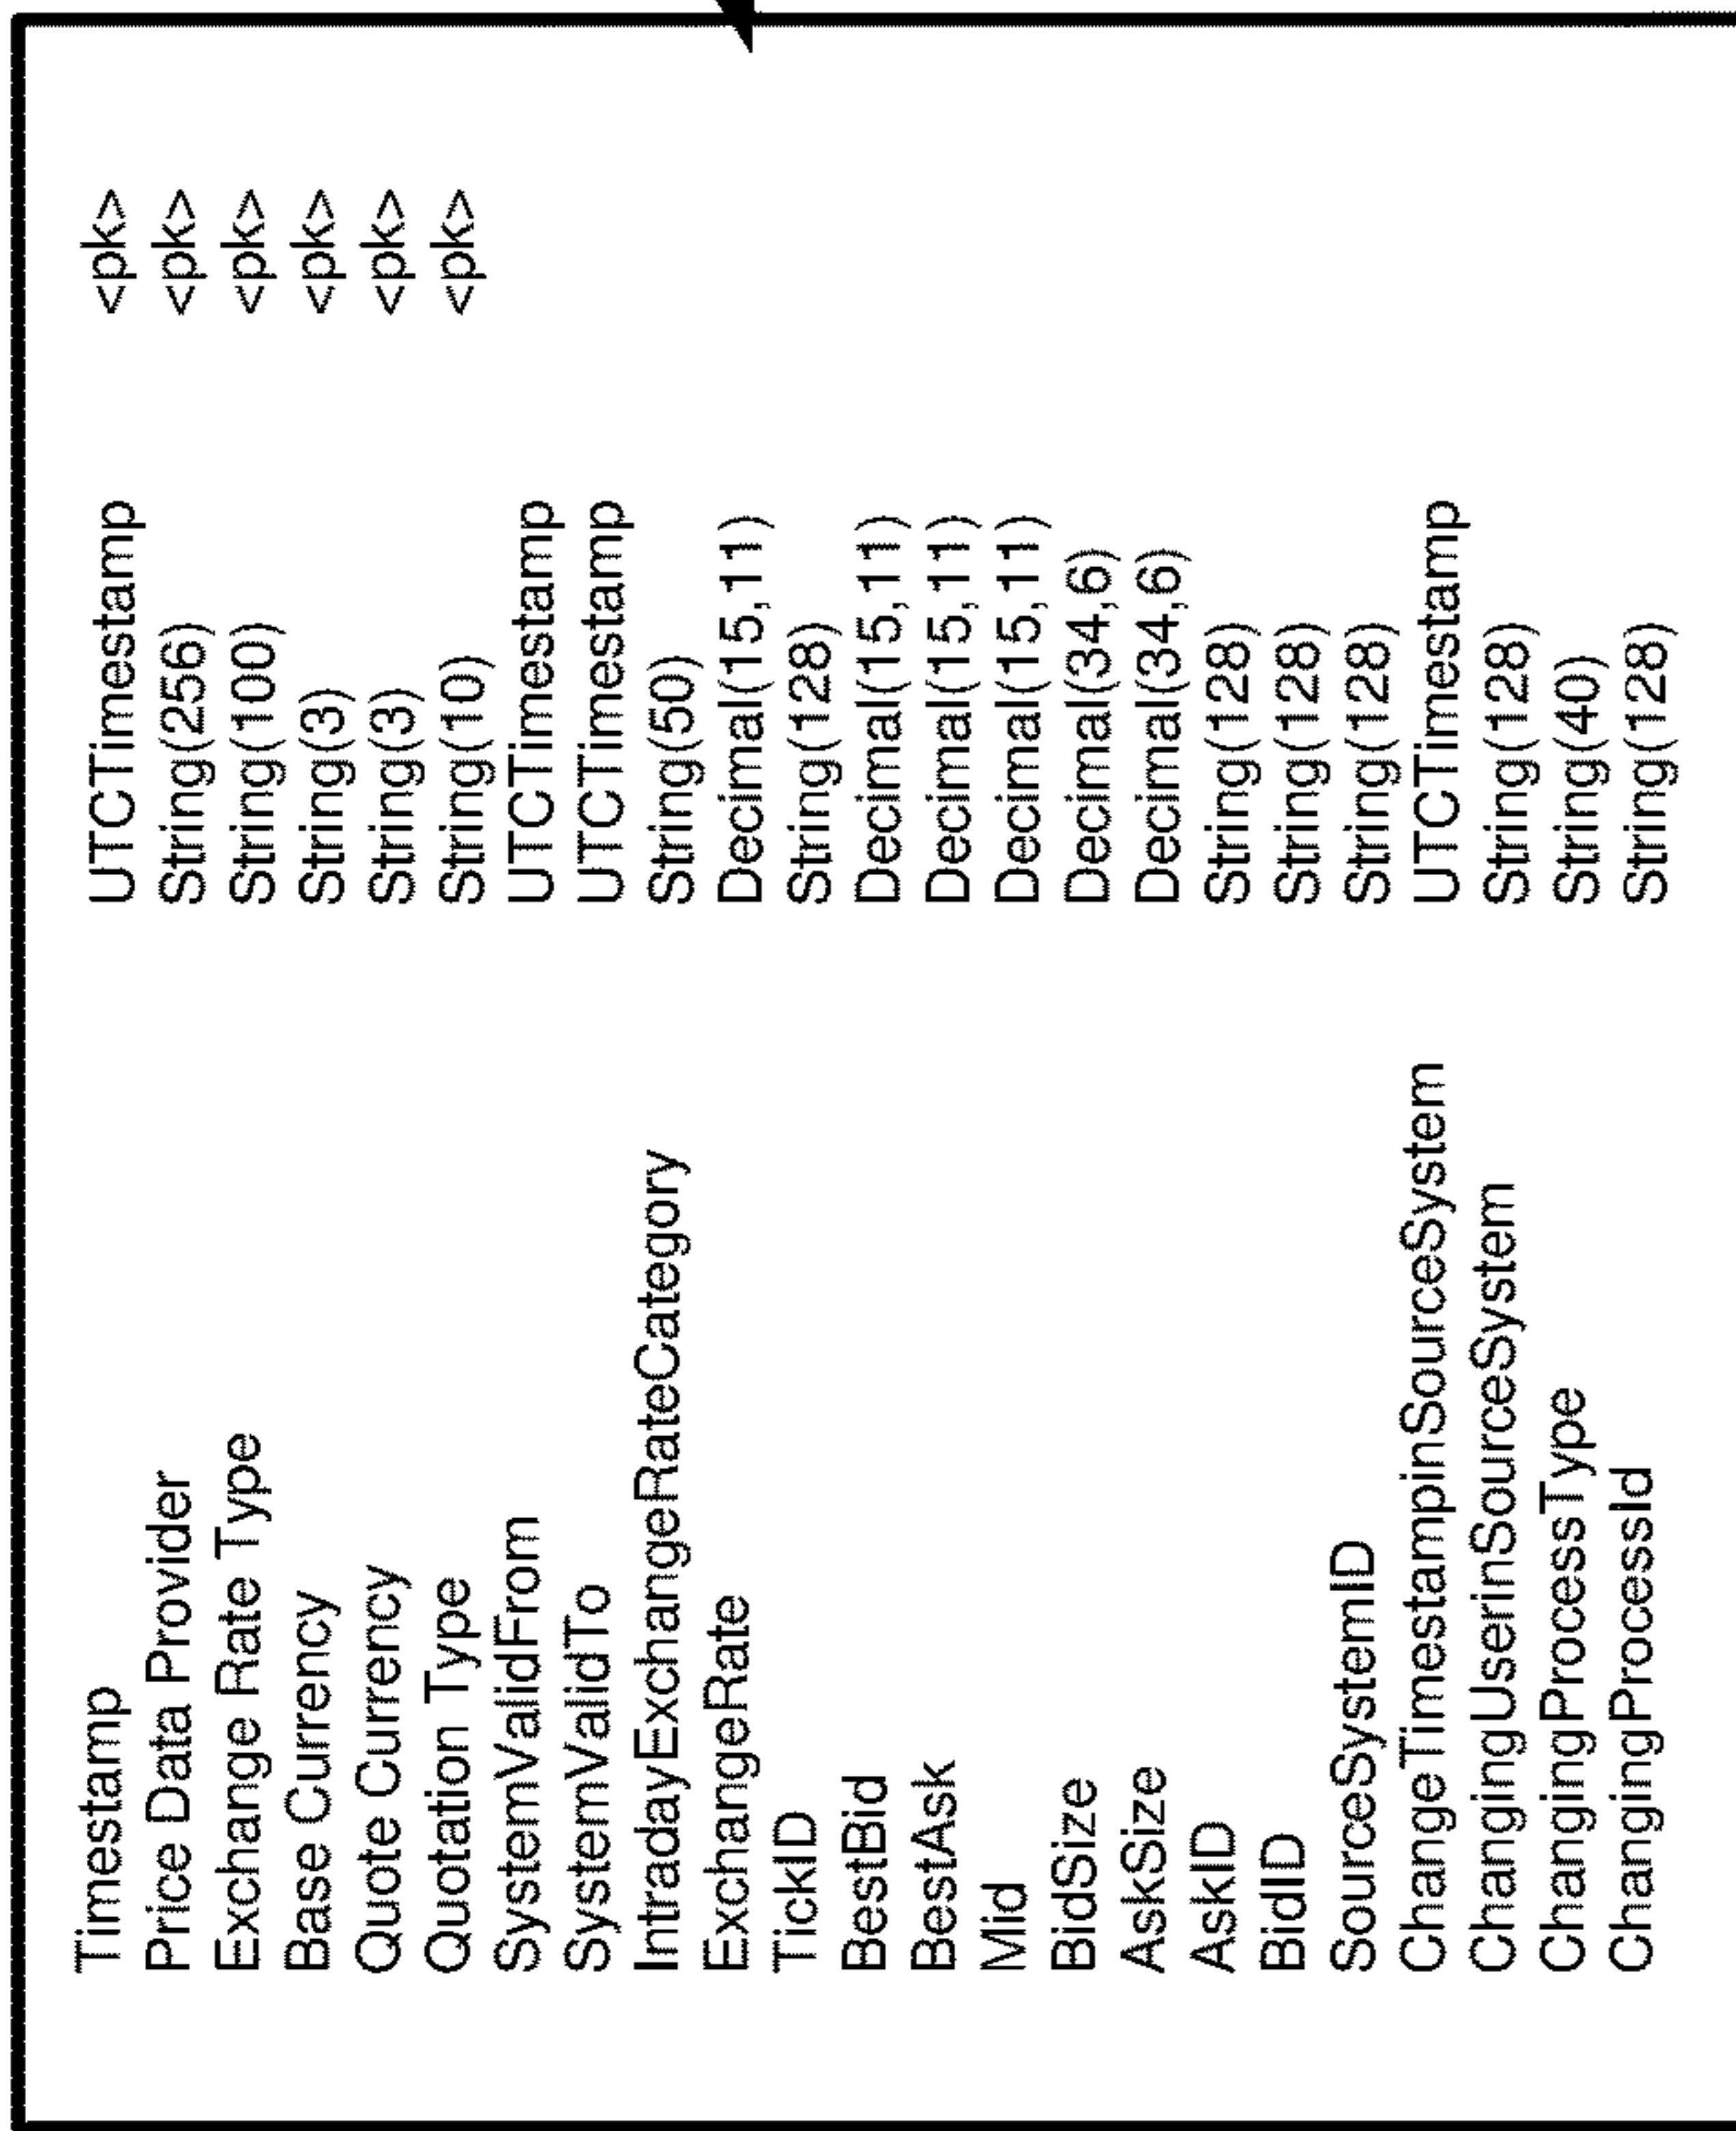 Timestamp UTCTimestamp <pk>
Price Data Provider String(256) <pk>
Exchange Rate Type String(100) <pk>
Base Currency String(3) <pk>
Quote Currency String(3) <pk>
Quotation Type String(10) <pk>
SystemValidFrom UTCTimestamp
SystemValidTo UTCTimestamp
IntradayExchangeRateCategory String(50)
ExchangeRate Decimal(15,11)
TickID String(128)
BestBid Decimal(15,11)
BestAsk Decimal(15,11)
Mid Decimal(15,11)
BidSize Decimal(34,6)
AskSize Decimal(34,6)
AskID String(128)
BidID String(128)
SourceSystemID String(128)
ChangeTimestampinSourceSystem UTCTimestamp
ChangingUserinSourceSystem String(128)
ChangingProcessType String(40)
ChangingProcessId String(128)